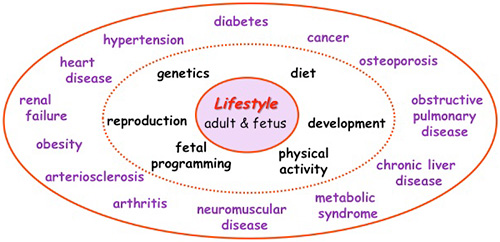 diabetes
hypertension
cancer
heart
disease
genetics
diet
osteoporosis
renal
failure
Lifestyle
adult & fetus
obstructive
pulmonary
disease
reproduction
development
obesity
fetal
programming
physical
activity
arteriosclerosis
chronic liver
disease
arthritis
neuromuscular
disease
metabolic
syndrome